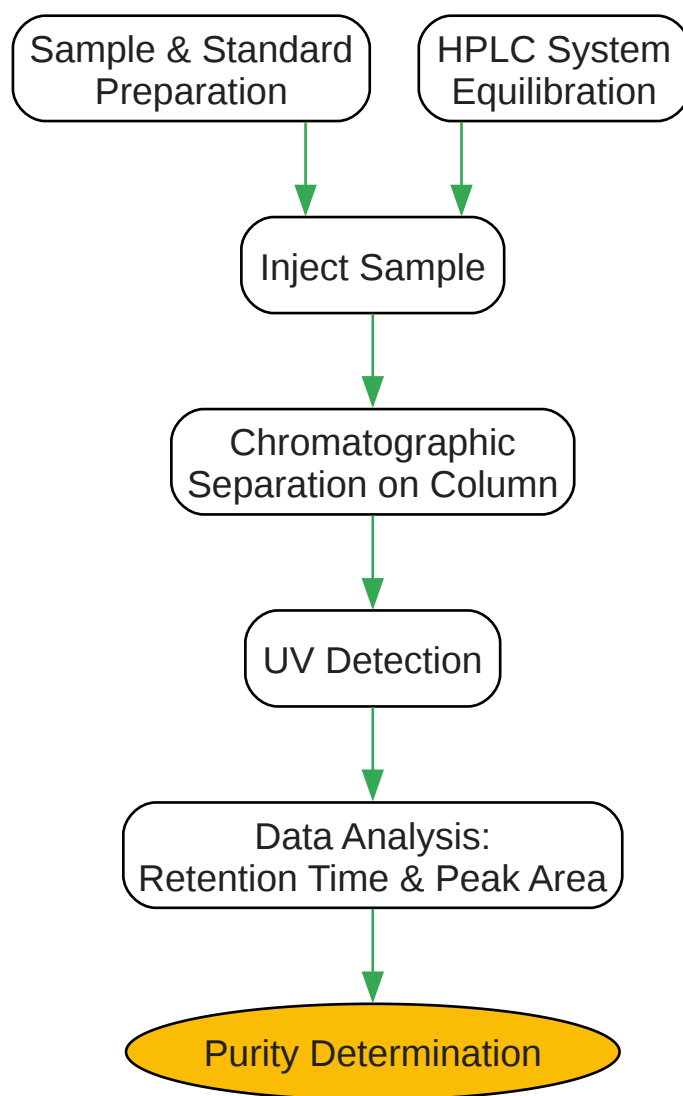 Sample & Standard
Preparation
HPLC System
Equilibration
Inject Sample
Chromatographic
Separation on Column
UV Detection
Data Analysis:
Retention Time & Peak Area
Purity Determination